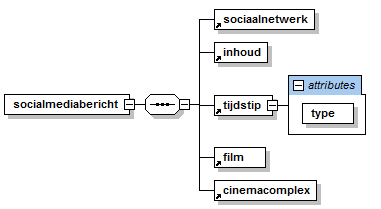 sociaalnetwerk
inhoud
attributes
socialmediabericht
tijdstip
type
film
cinemacomplex